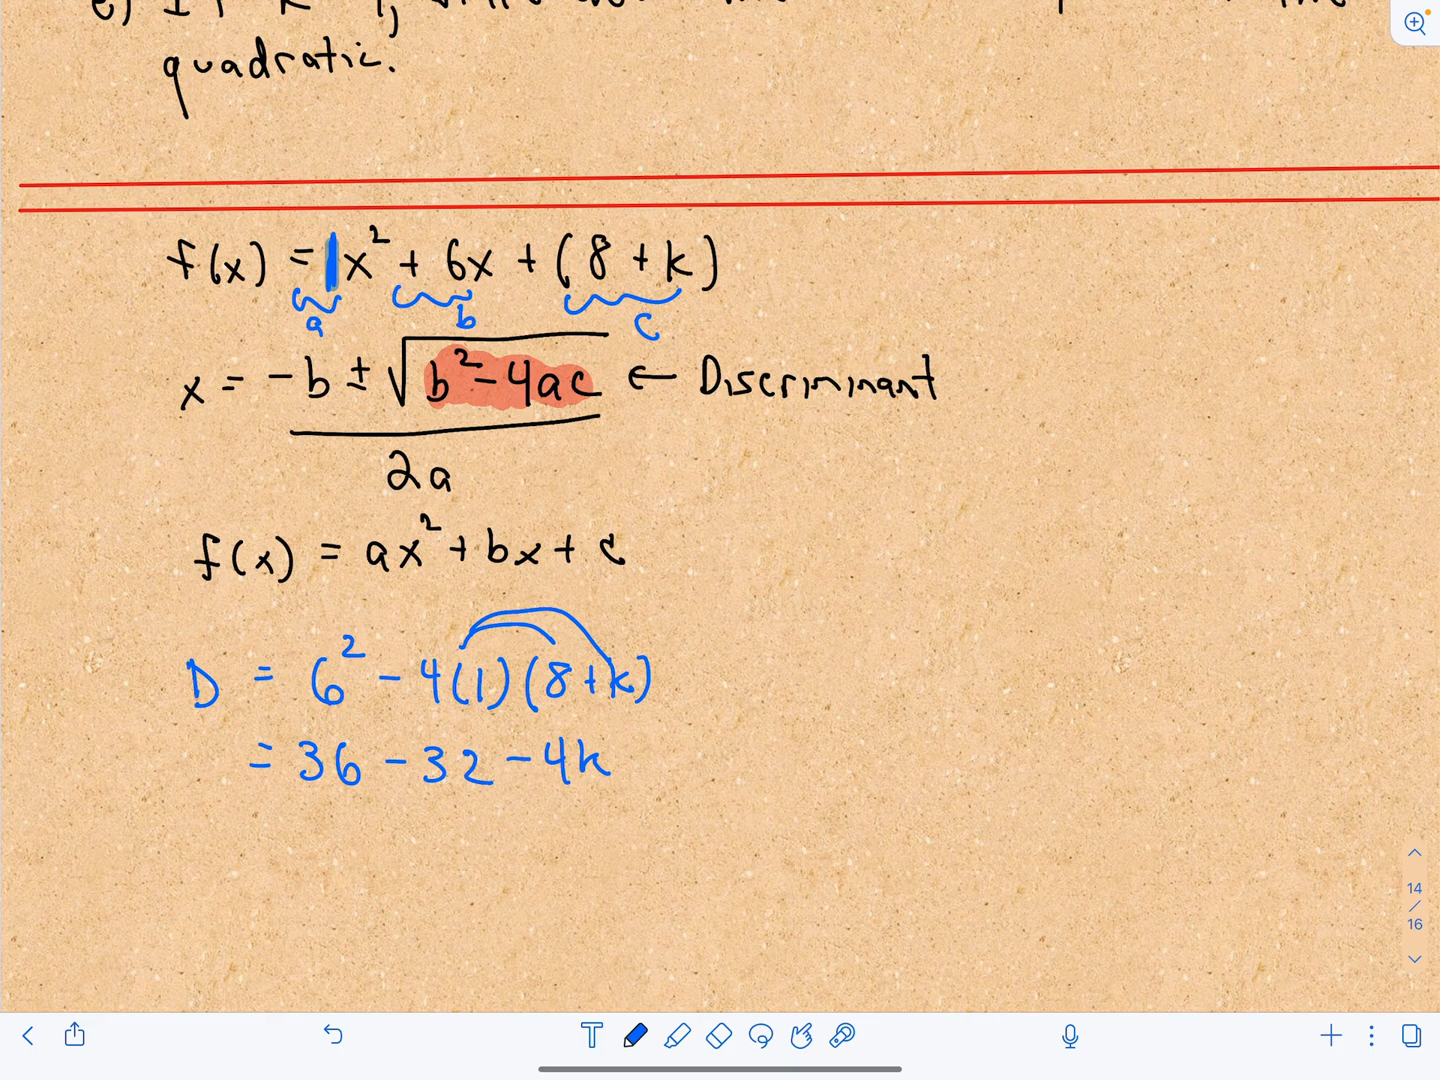 quadratic.
f(x) = 1x² + 6x + (8 + k)
a b c
x = -b ± √b² - 4ac ← Discriminant
2a
f(x) = ax² + bx + c
D = 6² - 4(1)(8+k)
= 36 - 32 - 4k
14
/
16
T